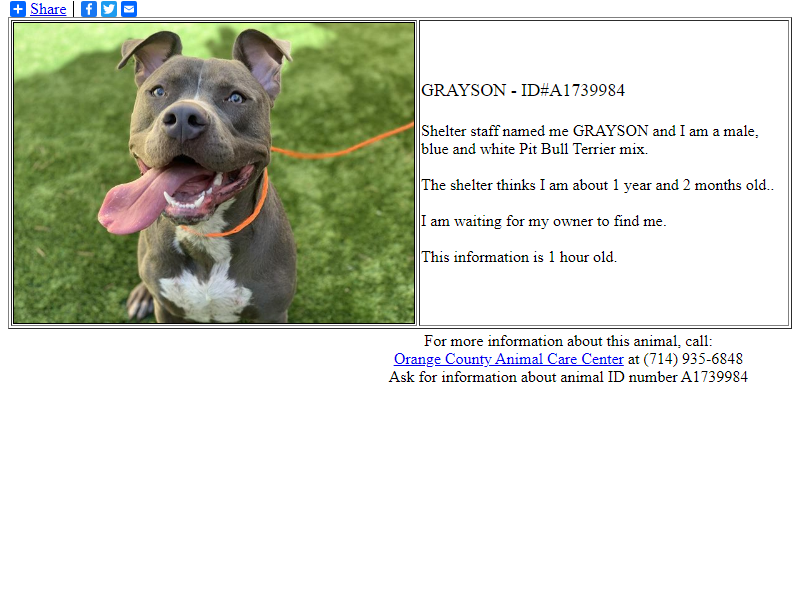 Share |
GRAYSON - ID#A1739984
Shelter staff named me GRAYSON and I am a male,
blue and white Pit Bull Terrier mix.
The shelter thinks I am about 1 year and 2 months old..
I am waiting for my owner to find me.
This information is 1 hour old.
For more information about this animal, call:
Orange County Animal Care Center at (714) 935-6848
Ask for information about animal ID number A1739984